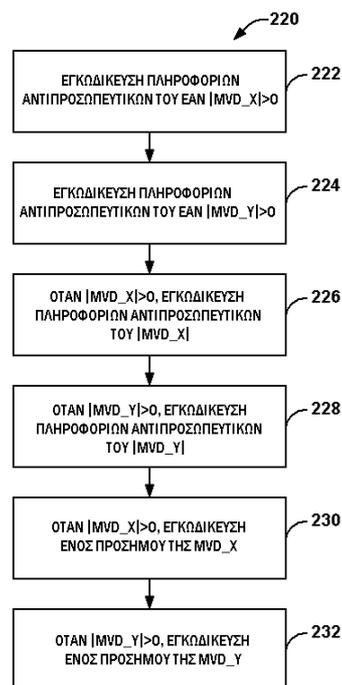 220
ΕΓΚΩΔΙΚΕΥΣΗ ΠΛΗΡΟΦΟΡΙΩΝ
ΑΝΤΙΠΡΟΣΩΠΕΥΤΙΚΩΝ ΤΟΥ ΕΑΝ |MVD_X|>0
222
ΕΓΚΩΔΙΚΕΥΣΗ ΠΛΗΡΟΦΟΡΙΩΝ
ΑΝΤΙΠΡΟΣΩΠΕΥΤΙΚΩΝ ΤΟΥ ΕΑΝ |MVD_Y|>0
224
ΟΤΑΝ |MVD_X|>0, ΕΓΚΩΔΙΚΕΥΣΗ
ΠΛΗΡΟΦΟΡΙΩΝ ΑΝΤΙΠΡΟΣΩΠΕΥΤΙΚΩΝ
ΤΟΥ |MVD_X|
226
ΟΤΑΝ |MVD_Y|>0, ΕΓΚΩΔΙΚΕΥΣΗ
ΠΛΗΡΟΦΟΡΙΩΝ ΑΝΤΙΠΡΟΣΩΠΕΥΤΙΚΩΝ
ΤΟΥ |MVD_Y|
228
ΟΤΑΝ |MVD_X|>0, ΕΓΚΩΔΙΚΕΥΣΗ
ΕΝΟΣ ΠΡΟΣΗΜΟΥ ΤΗΣ MVD_X
230
ΟΤΑΝ |MVD_Y|>0, ΕΓΚΩΔΙΚΕΥΣΗ
ΕΝΟΣ ΠΡΟΣΗΜΟΥ ΤΗΣ MVD_Y
232